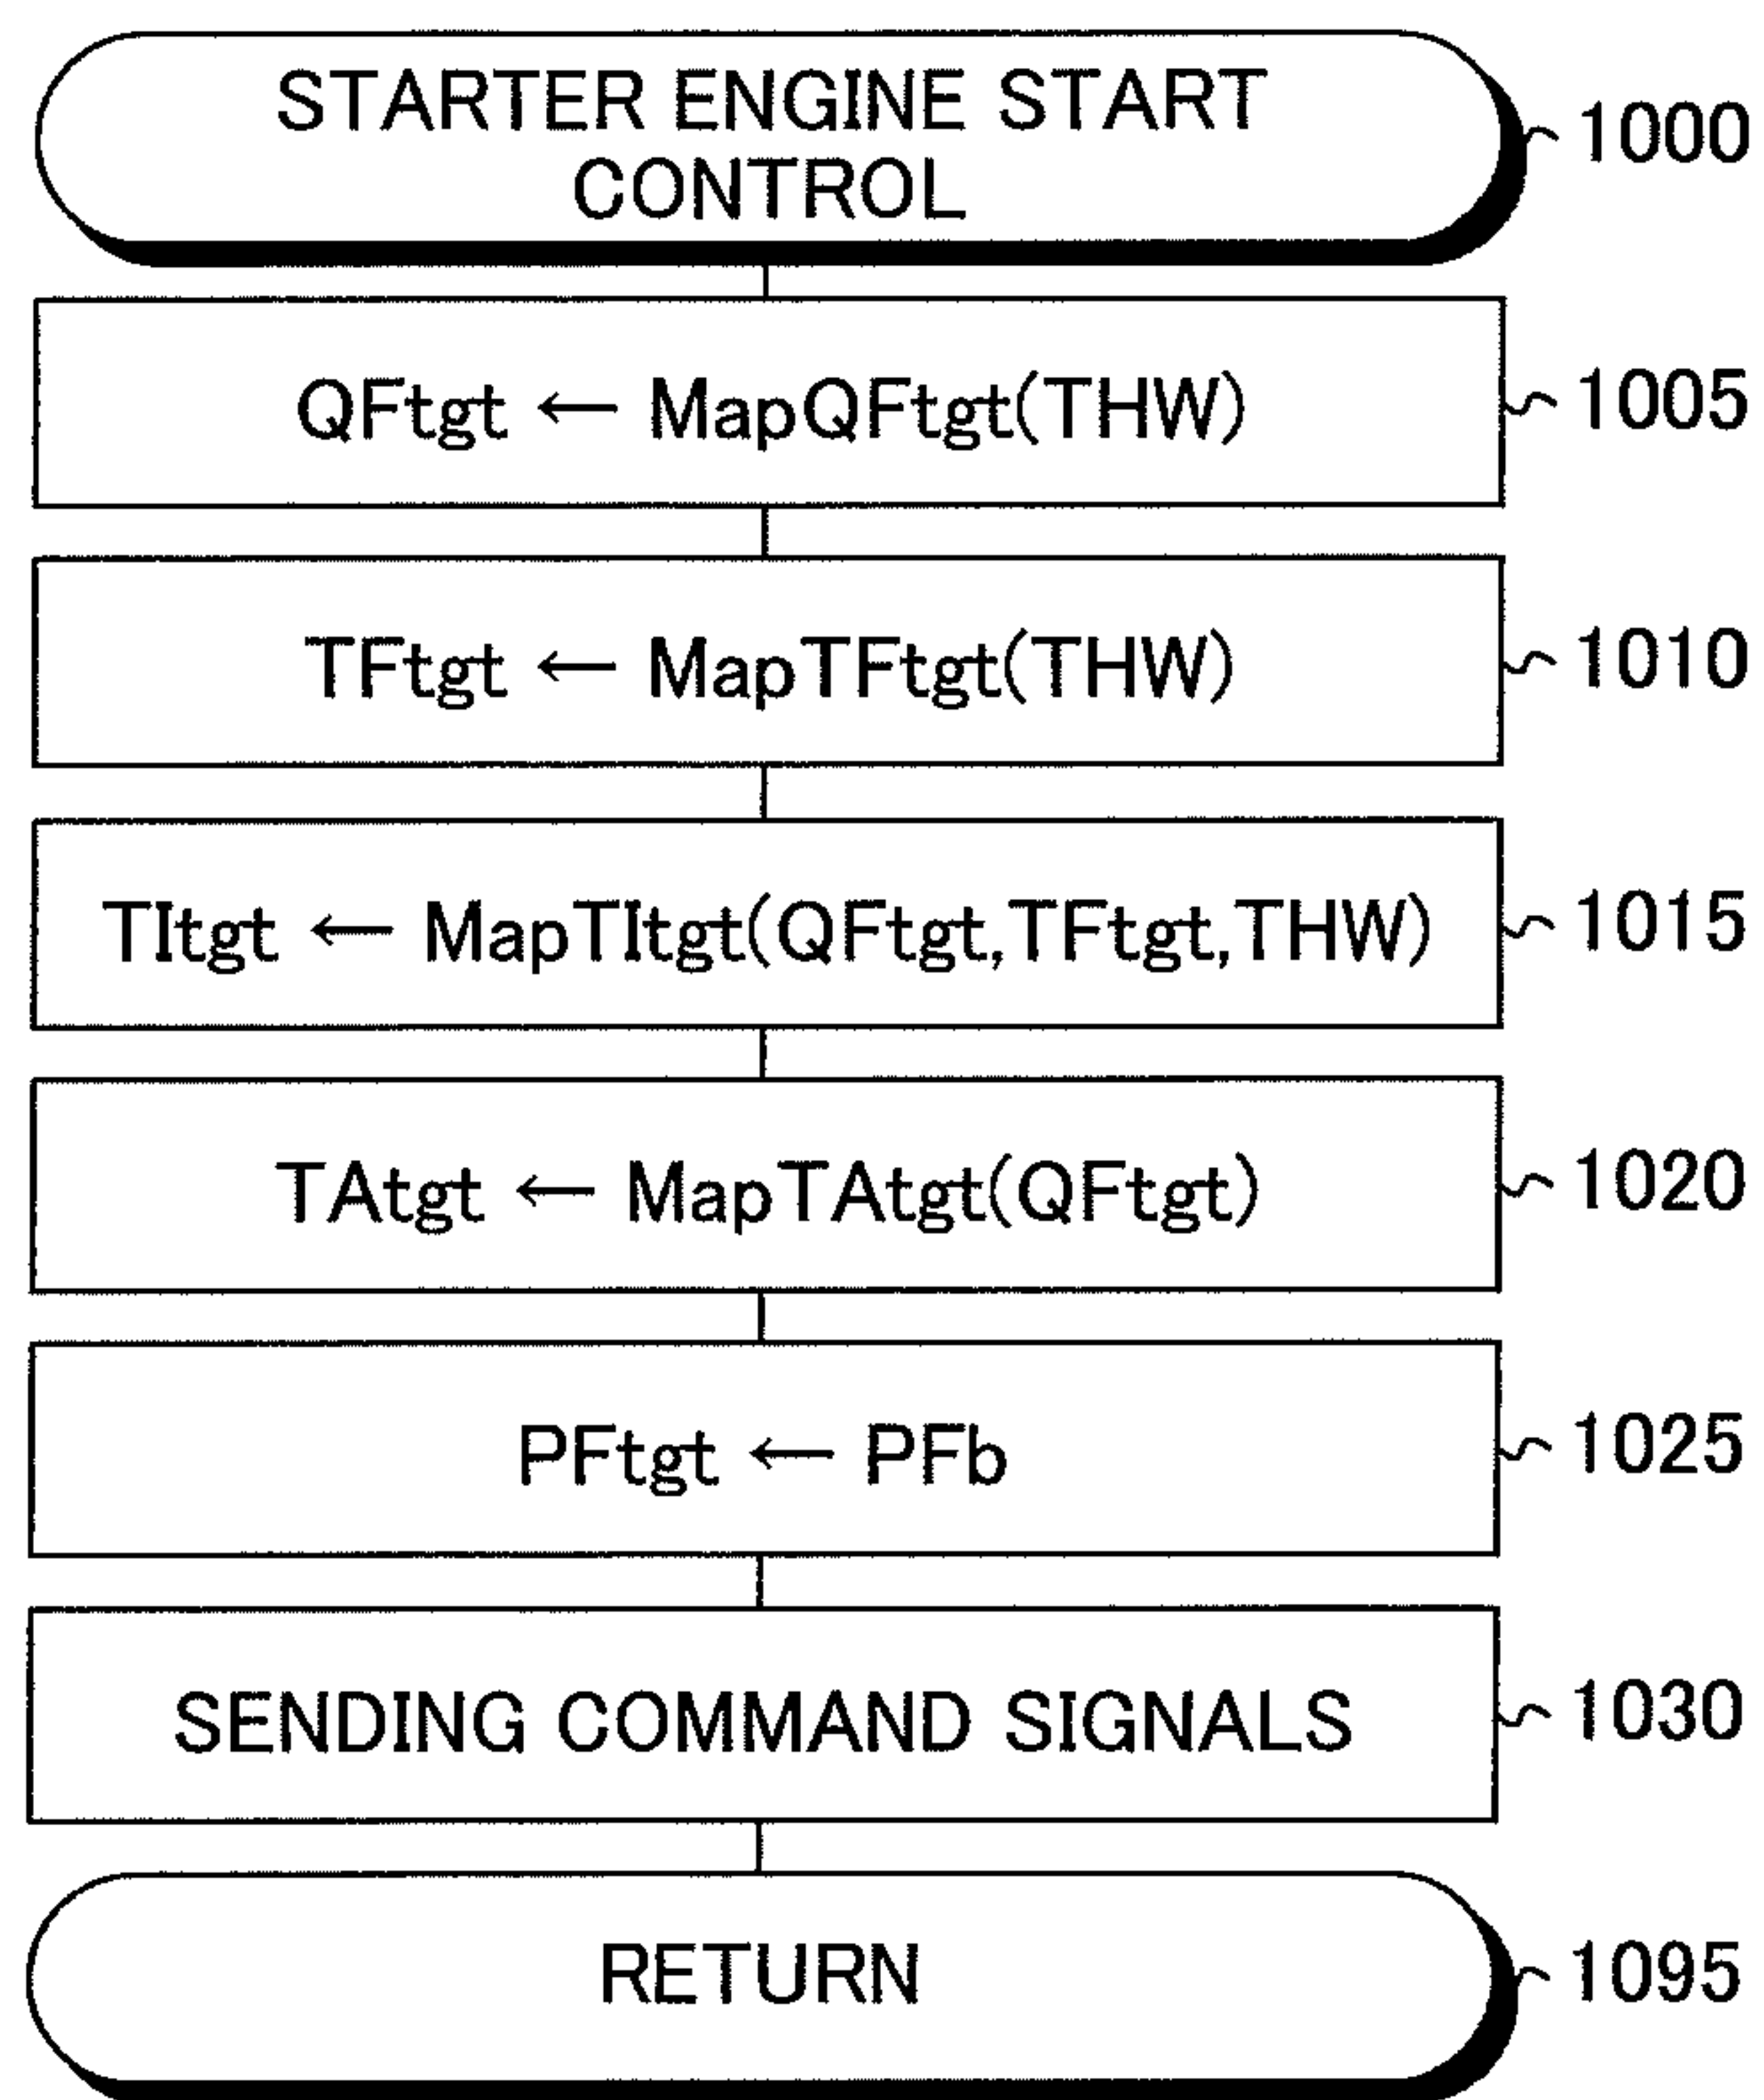 STARTER ENGINE START
CONTROL
1000
QFtgt ← MapQFtgt(THW)
1005
TFtgt ← MapTFtgt(THW)
1010
TItgt ← MapTItgt(QFtgt,TFtgt,THW)
1015
TAtgt ← MapTAtgt(QFtgt)
1020
PFtgt ← PFb
1025
SENDING COMMAND SIGNALS
1030
RETURN
1095